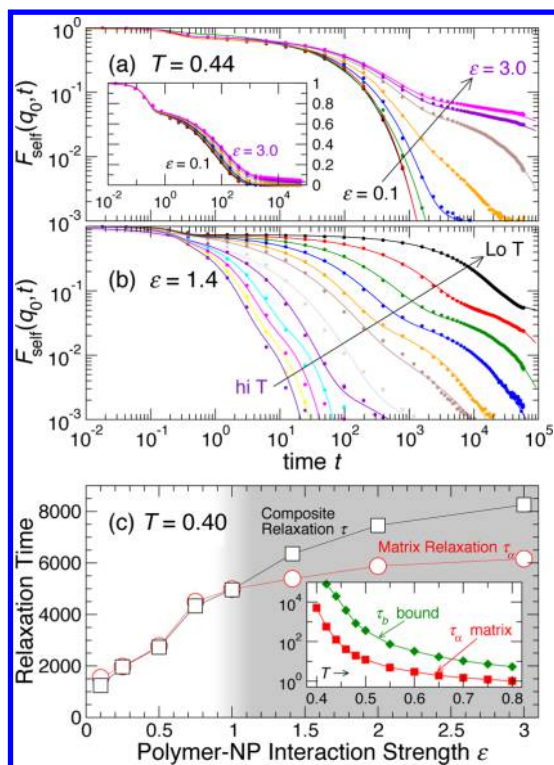 10⁰
(a) T = 0.44
ε = 3.0
F_self(q₀,t)
10⁻¹
10⁻²
10⁻³
ε = 0.1
1
0.8
0.6
0.4
0.2
0
ε = 0.1
ε = 3.0
10⁻² 10⁰ 10² 10⁴
10⁰
(b) ε = 1.4
Lo T
F_self(q₀,t)
10⁻¹
10⁻²
10⁻³
hi T
10⁻² 10⁻¹ 10⁰ 10¹ 10² 10³ 10⁴ 10⁵
time t
(c) T = 0.40
Relaxation Time
8000
6000
4000
2000
0
Composite
Relaxation τ
Matrix Relaxation τ_α
10⁴
10²
10⁰
τ_b bound
τ_α matrix
T →
0.4 0.5 0.6 0.7 0.8
0 0.5 1 1.5 2 2.5 3
Polymer-NP Interaction Strength ε